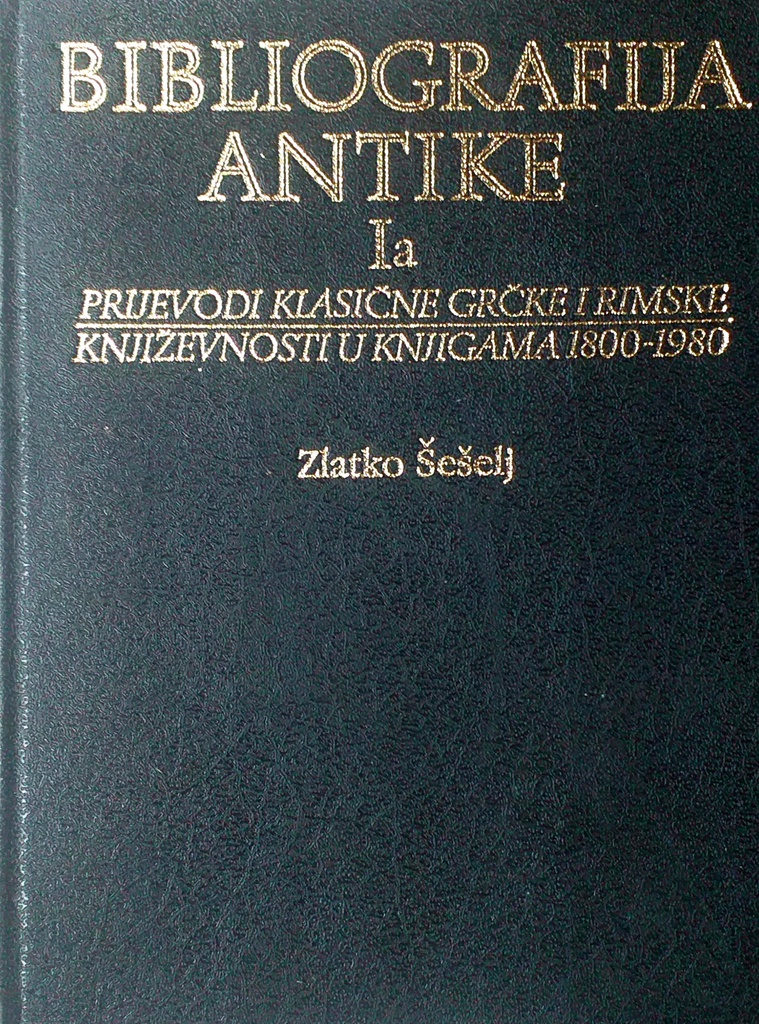 BIBLIOGRAFIJA
ANTIKE
Ia
PRIJEVODI KLASIČNE GRČKE I RIMSKE
KNJIŽEVNOSTI U KNJIGAMA 1800-1980
Zlatko Šešelj